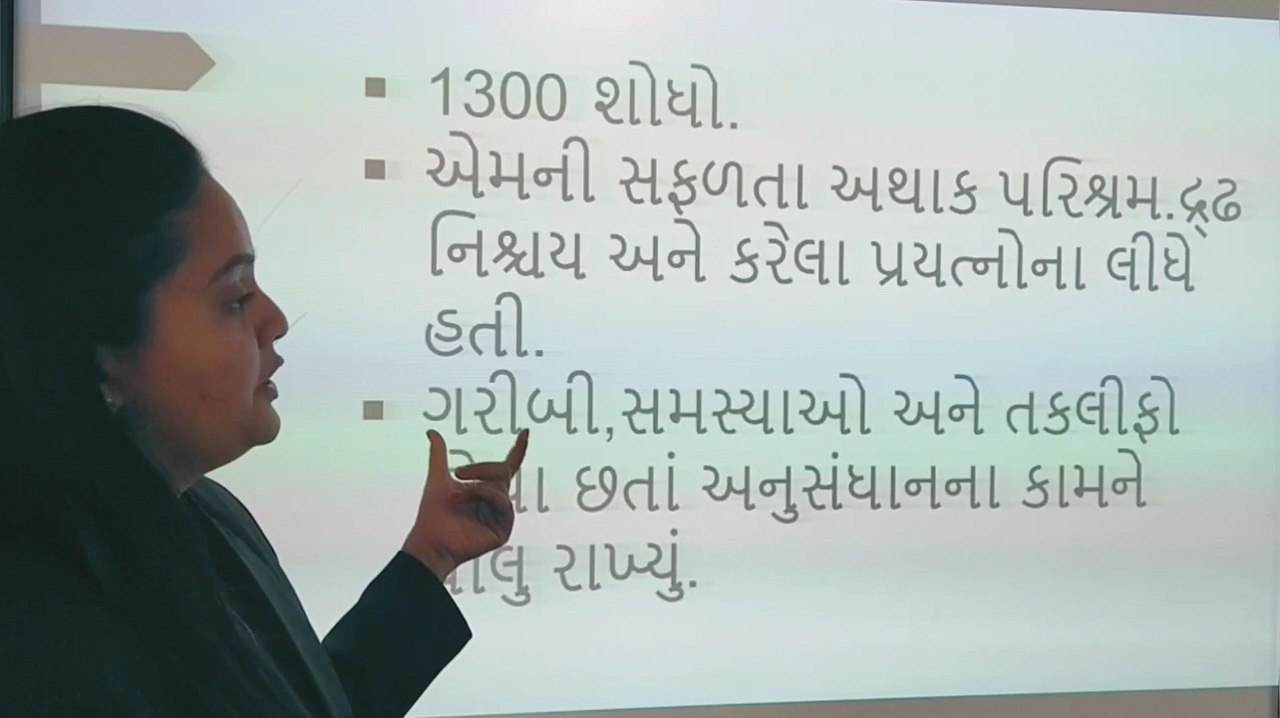 1300 શોધો.
એમની સફળતા અથાક પરિશ્રમ.દ્રઢ
નિશ્ચય અને કરેલા પ્રયત્નોના લીધે
હતી.
ગરીબી,સમસ્યાઓ અને તકલીફો
છતાં અનુસંધાનના કામને
રાખ્યું.